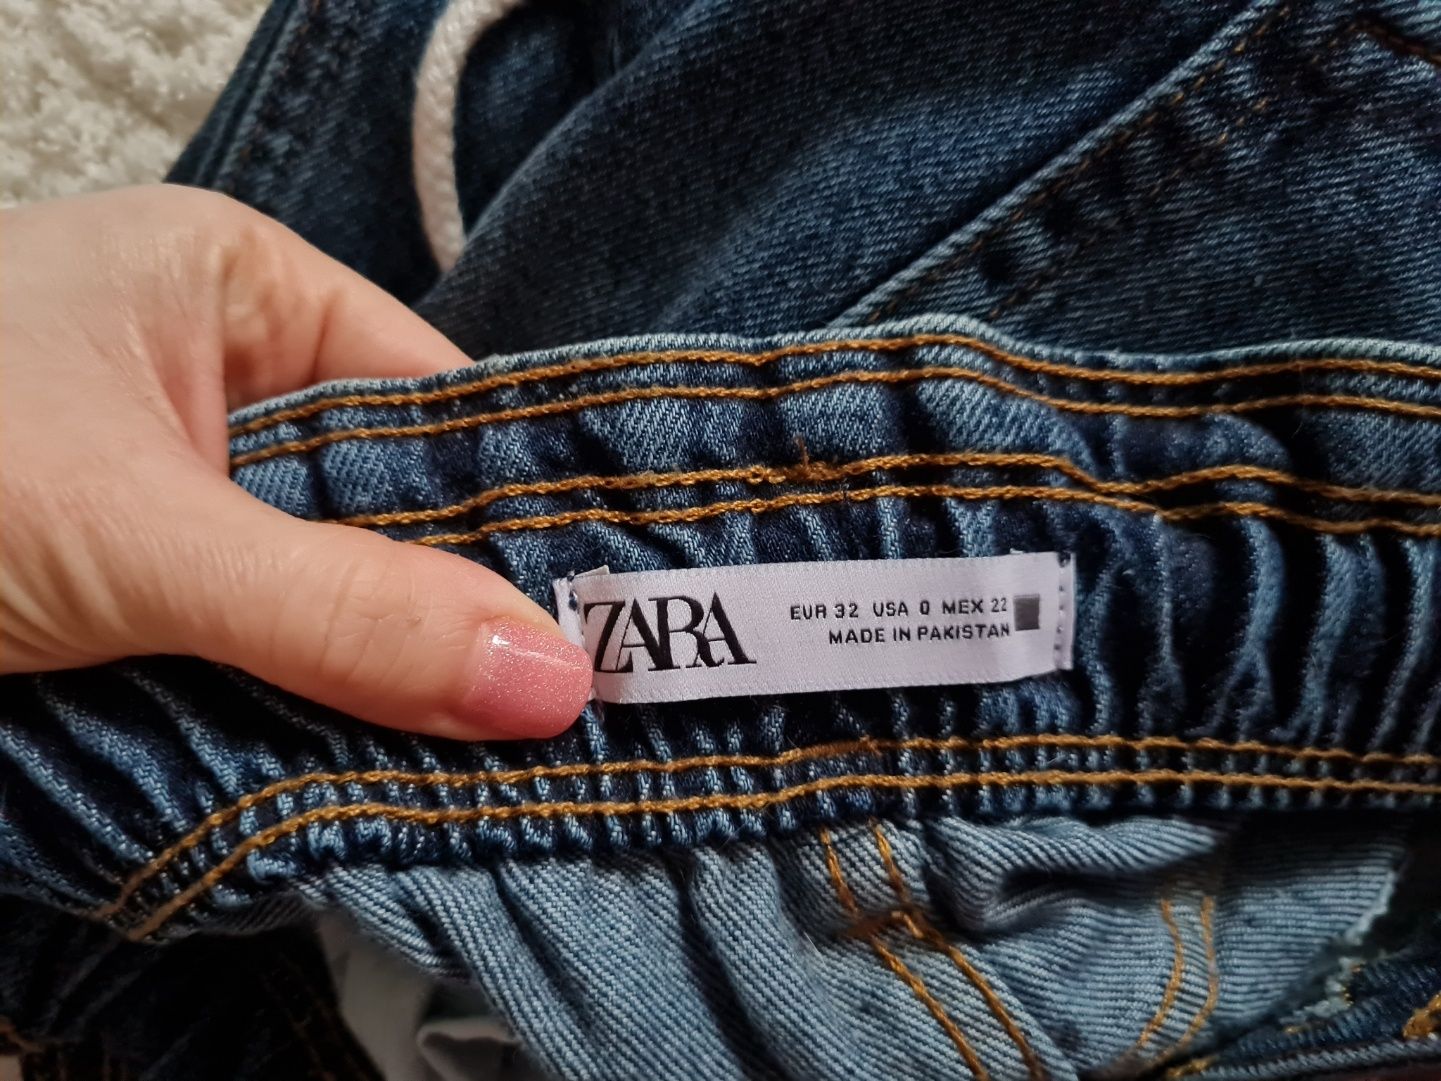 ZARA
EUR 32 USA 0 MEX 22
MADE IN PAKISTAN